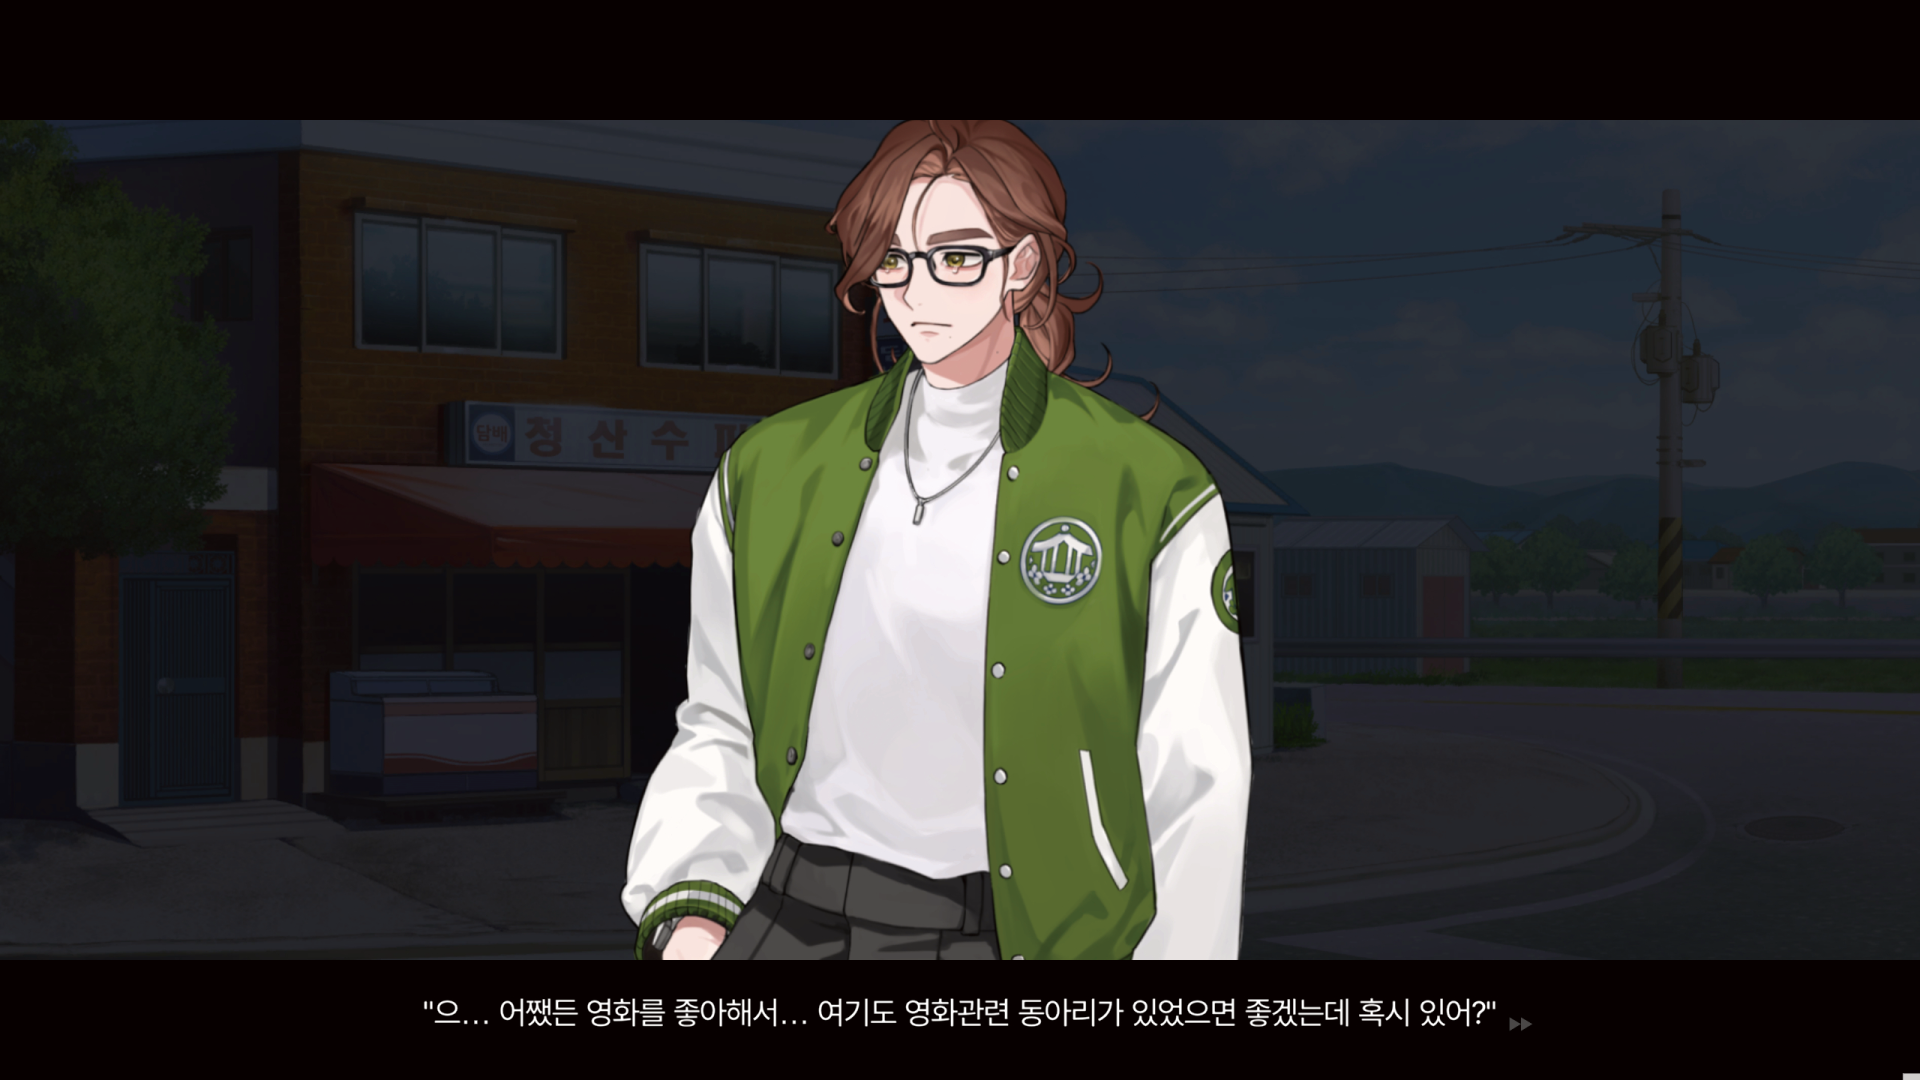 담배
청산수퍼
"으... 어쨌든 영화를 좋아해서... 여기도 영화관련 동아리가 있었으면 좋겠는데 혹시 있어?"